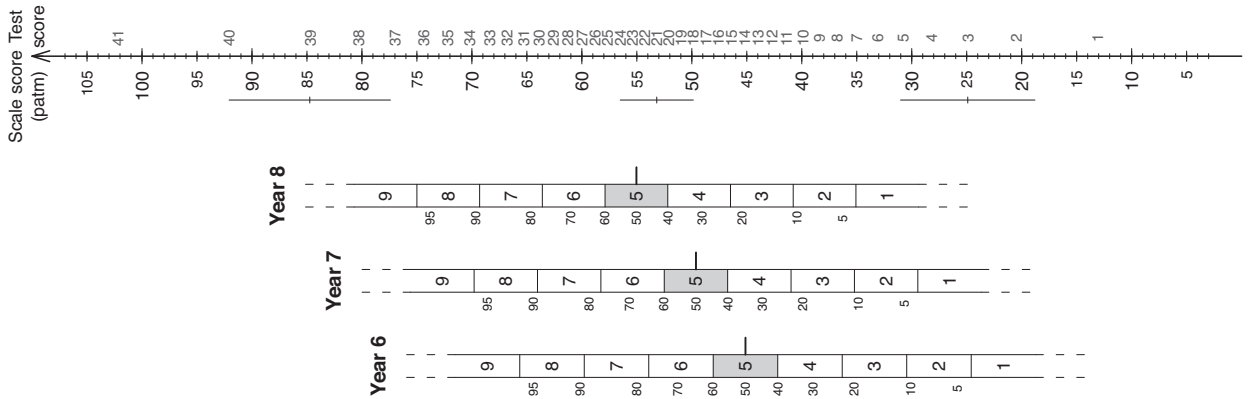 Scale score Test
(patm) score
41 40 39 38 37 36 35 34 33 32 31 30 29 28 27 26 25 24 23 22 21 20 19 18 17 16 15 14 13 12 11 10 9 8 7 6 5 4 3 2 1
105 100 95 90 85 80 75 70 65 60 55 50 45 40 35 30 25 20 15 10 5
Year 8
9 8 7 6 5 4 3 2 1
95 90 80 70 60 50 40 30 20 10 5
Year 7
9 8 7 6 5 4 3 2 1
95 90 80 70 60 50 40 30 20 10 5
Year 6
9 8 7 6 5 4 3 2 1
95 90 80 70 60 50 40 30 20 10 5